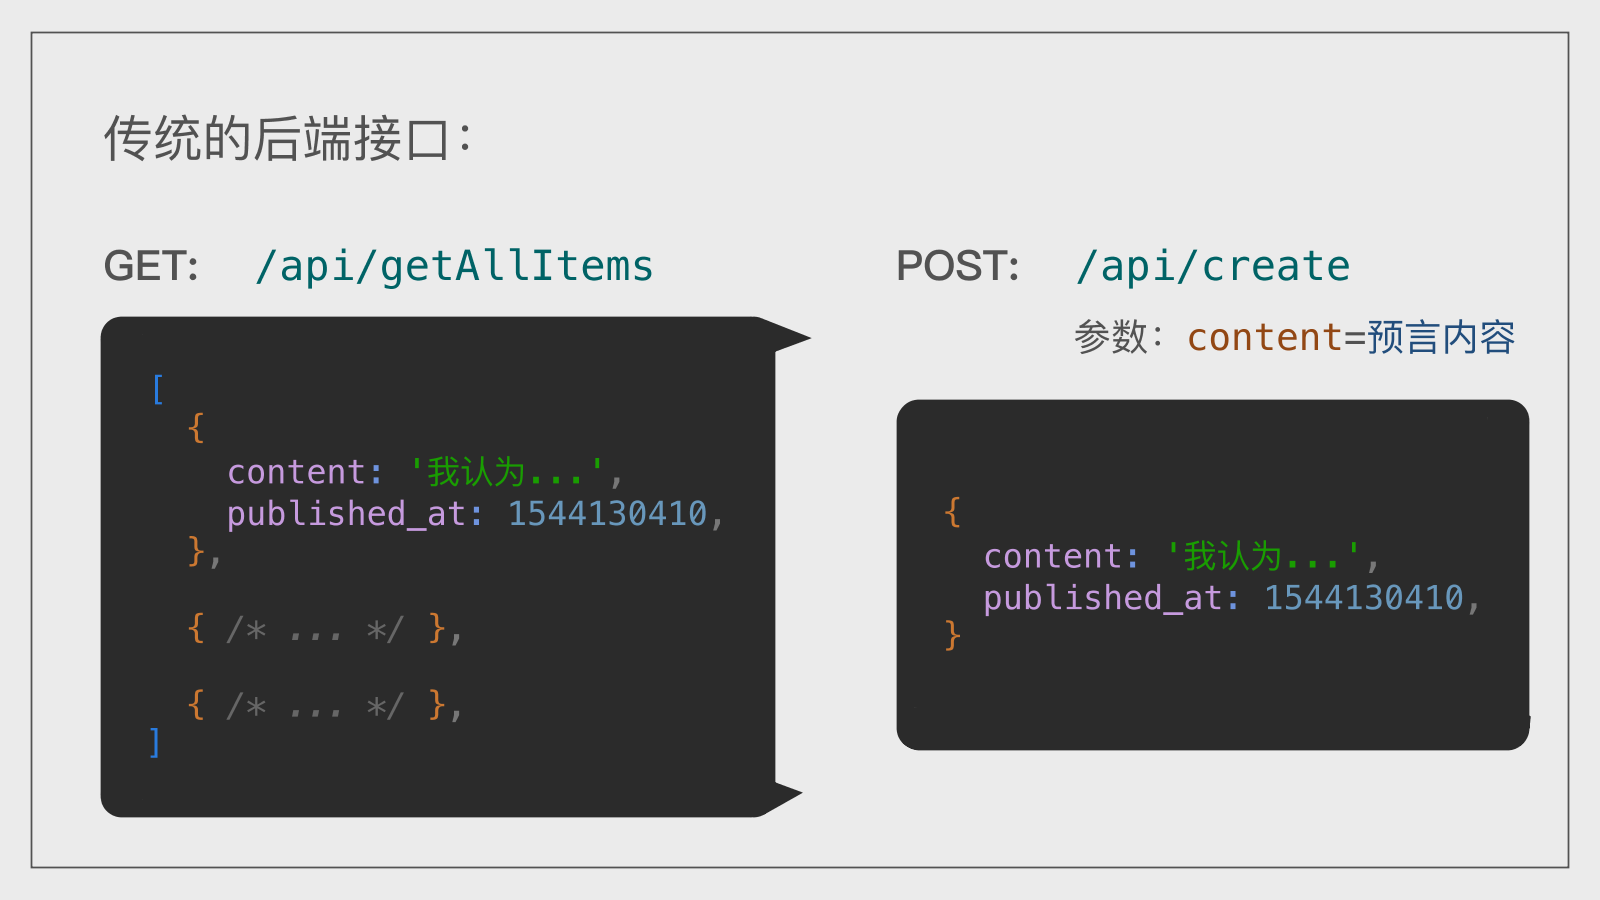 传统的后端接口：
GET: /api/getAllItems
[
{
content: '我认为...',
published_at: 1544130410,
},
{ /* ... */ },
{ /* ... */ },
]
POST: /api/create
参数：content=预言内容
{
content: '我认为...',
published_at: 1544130410,
}